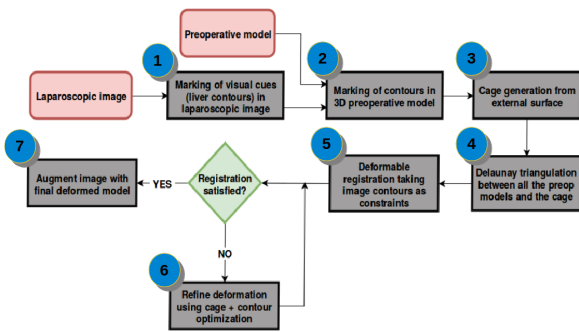 Preoperative model
1
2
3
Laparoscopic image
Marking of visual cues
(liver contours) in
laparoscopic image
Marking of contours in
3D preoperative model
Cage generation from
external surface
7
5
4
Augment image with
final deformed model
YES
Registration
satisfied?
Deformable
registration taking
image contours as
constraints
Delaunay triangulation
between all the preop
models and the cage
NO
6
Refine deformation
using cage + contour
optimization